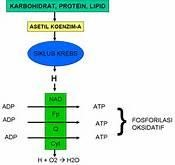 KARBOHIDRAT, PROTEIN, LIPID
ASETIL KOENZIM-A
SIKLUS KREBS
H
NAD
ADP ATP
Fp
ADP ATP
Q
ADP ATP
Cyt
FOSFORILASI
OKSIDATIF
H + O2 → H2O